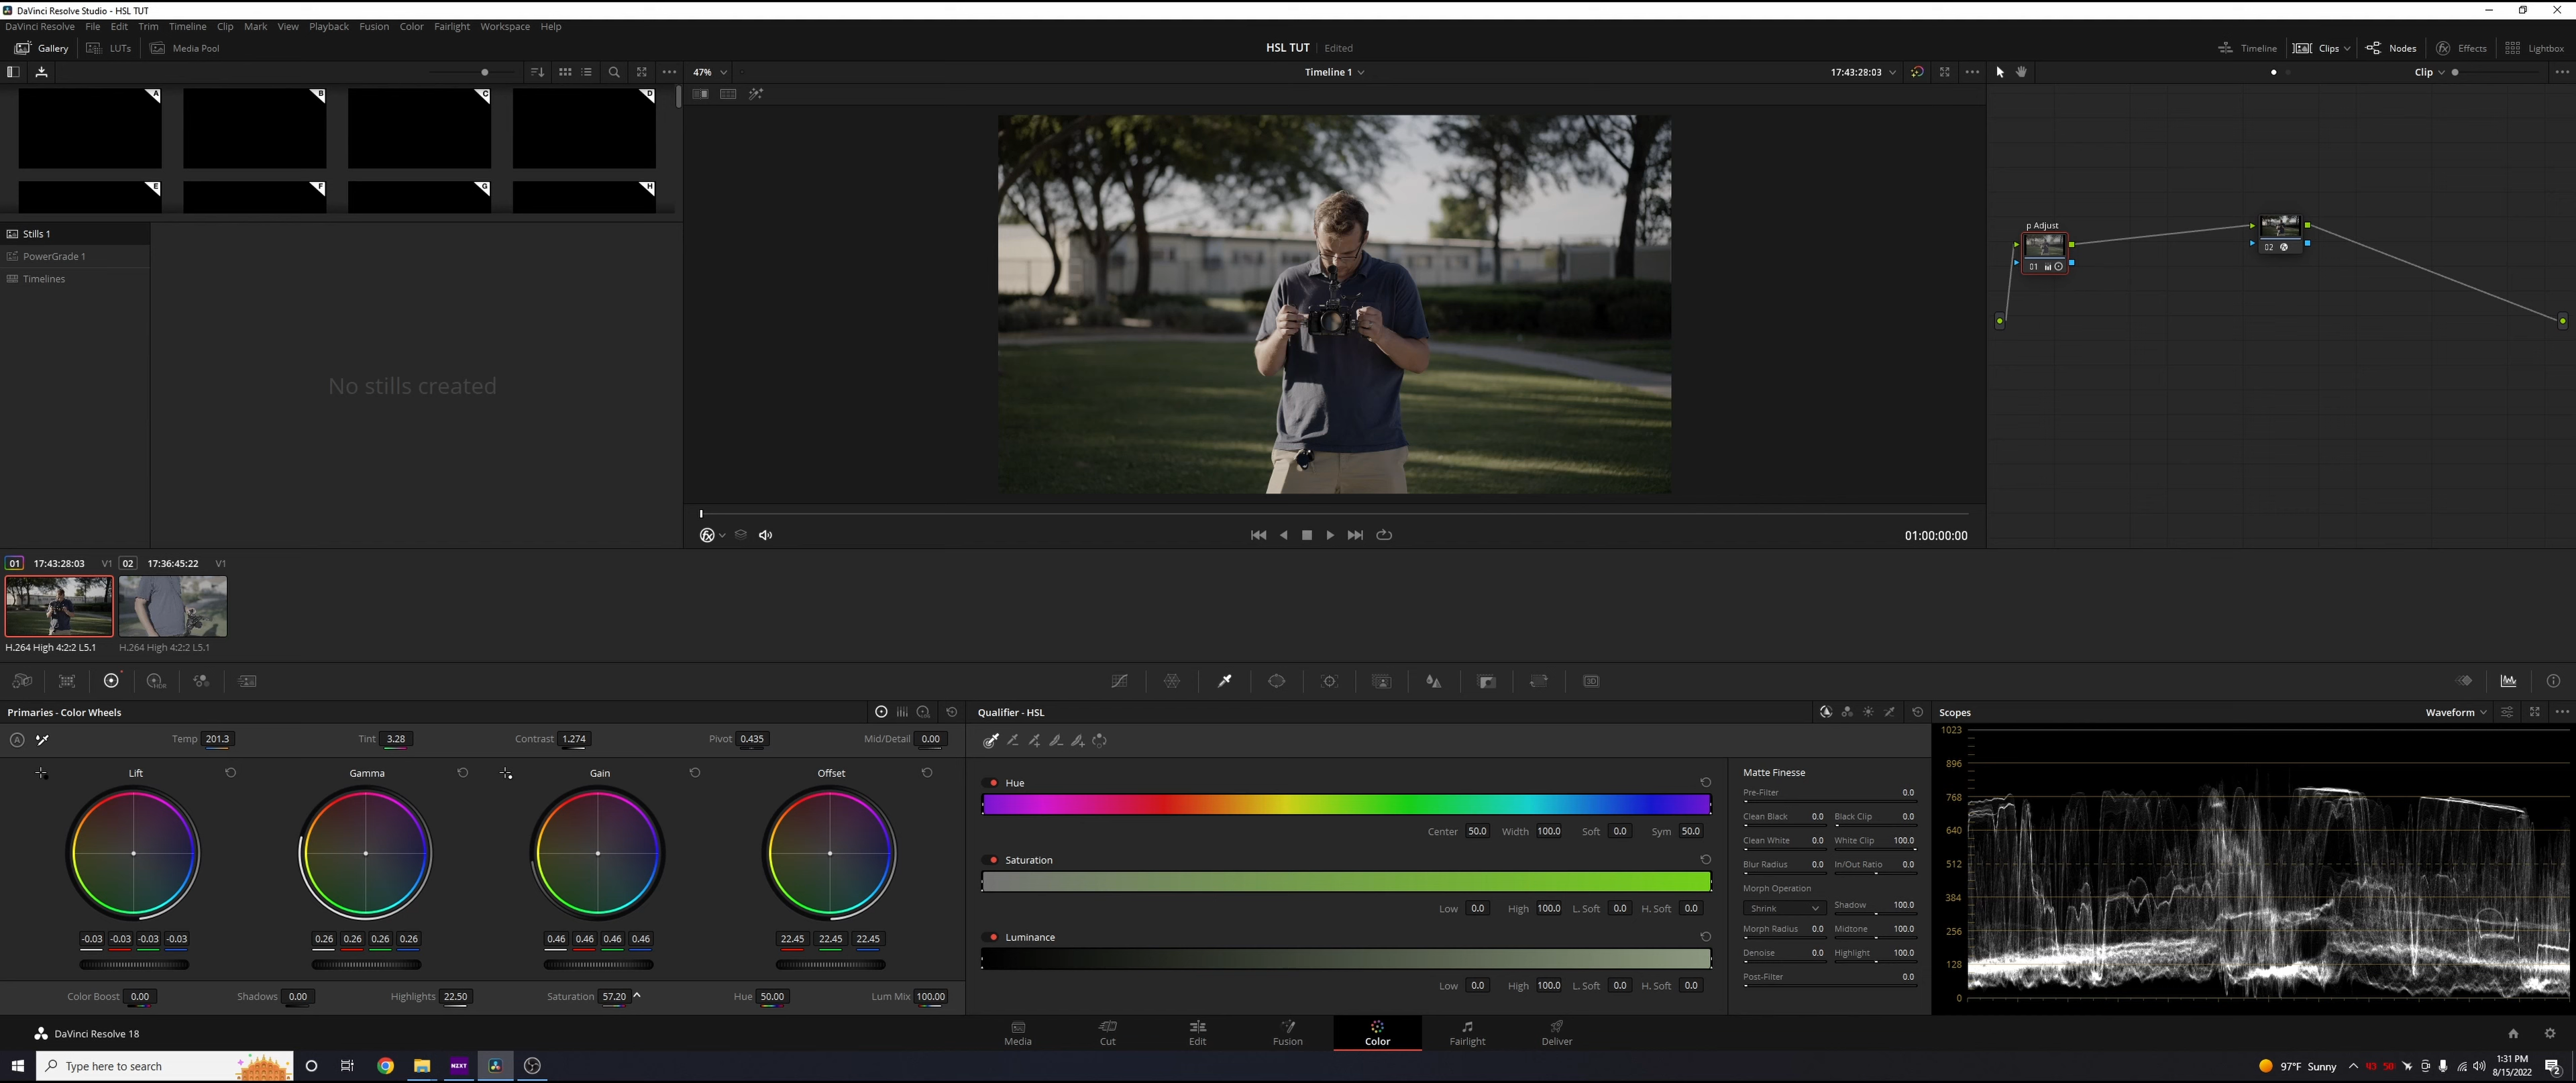 DaVinci Resolve Studio - HSL TUT
DaVinci Resolve File Edit Trim Timeline Clip Mark View Playback Fusion Color Fairlight Workspace Help
Gallery LUTs Media Pool HSL TUT Edited Timeline Clips Nodes Effects Lightbox
47% Timeline 1 17:43:28:03 Clip
A B C D
E F G H
Stills 1
PowerGrade 1
Timelines
No stills created
p Adjust
01
02
01:00:00:00
01 17:43:28:03 V1 02 17:36:45:22 V1
H.264 High 4:2:2 L5.1 H.264 High 4:2:2 L5.1
HDR
3D
Primaries - Color Wheels
Temp 201.3 Tint 3.28 Contrast 1.274 Pivot 0.435 Mid/Detail 0.00
A
Lift Gamma Gain Offset
-0.03 -0.03 -0.03 -0.03 0.26 0.26 0.26 0.26 0.46 0.46 0.46 0.46 22.45 22.45 22.45
Color Boost 0.00 Shadows 0.00 Highlights 22.50 Saturation 57.20 Hue 50.00 Lum Mix 100.00
Qualifier - HSL
Hue
Center 50.0 Width 100.0 Soft 0.0 Sym 50.0
Saturation
Low 0.0 High 100.0 L. Soft 0.0 H. Soft 0.0
Luminance
Low 0.0 High 100.0 L. Soft 0.0 H. Soft 0.0
Matte Finesse
Pre-Filter 0.0
Clean Black 0.0 Black Clip 0.0
Clean White 0.0 White Clip 100.0
Blur Radius 0.0 In/Out Ratio 0.0
Morph Operation
Shrink Shadow 100.0
Morph Radius 0.0 Midtone 100.0
Denoise 0.0 Highlight 100.0
Post-Filter 0.0
Scopes Waveform
1023
896
768
640
512
384
256
128
0
DaVinci Resolve 18
Media Cut Edit Fusion Color Fairlight Deliver
Type here to search
NZXT
97°F Sunny
43 50
1:31 PM
8/15/2022
2